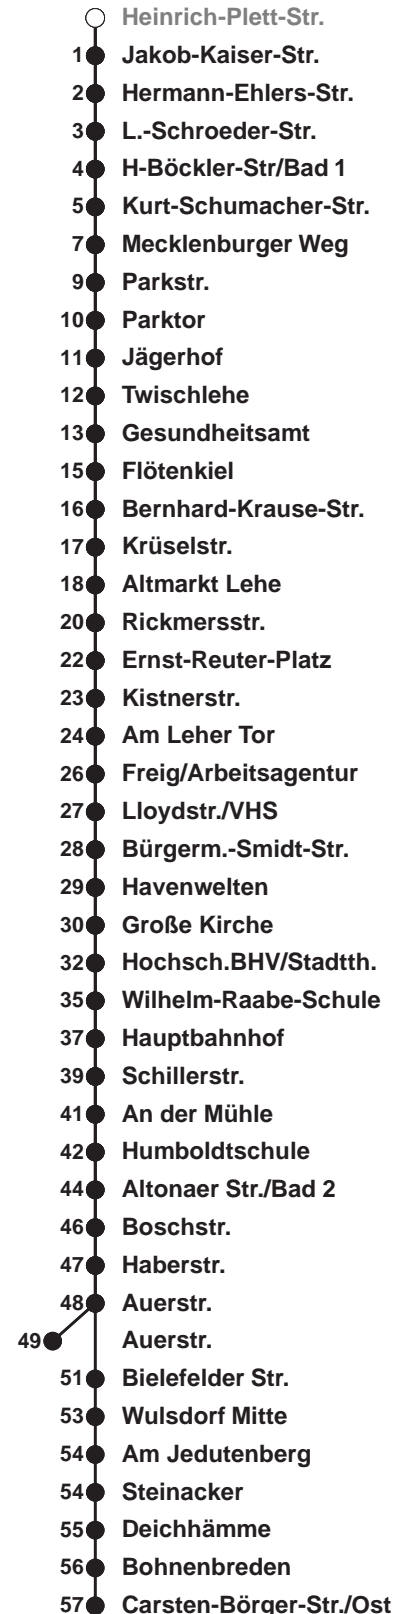 Heinrich-Plett-Str.
1 Jakob-Kaiser-Str.
2 Hermann-Ehlers-Str.
3 L.-Schroeder-Str.
4 H-Böckler-Str/Bad 1
5 Kurt-Schumacher-Str.
7 Mecklenburger Weg
9 Parkstr.
10 Parktor
11 Jägerhof
12 Twischlehe
13 Gesundheitsamt
15 Flötenkiel
16 Bernhard-Krause-Str.
17 Krüselstr.
18 Altmarkt Lehe
20 Rickmersstr.
22 Ernst-Reuter-Platz
23 Kistnerstr.
24 Am Leher Tor
26 Freig/Arbeitsagentur
27 Lloydstr./VHS
28 Bürgerm.-Smidt-Str.
29 Havenwelten
30 Große Kirche
32 Hochsch.BHV/Stadtth.
35 Wilhelm-Raabe-Schule
37 Hauptbahnhof
39 Schillerstr.
41 An der Mühle
42 Humboldtschule
44 Altonaer Str./Bad 2
46 Boschstr.
47 Haberstr.
48 Auerstr.
49 Auerstr.
51 Bielefelder Str.
53 Wulsdorf Mitte
54 Am Jedutenberg
54 Steinacker
55 Deichhämme
56 Bohnenbreden
57 Carsten-Börger-Str./Ost